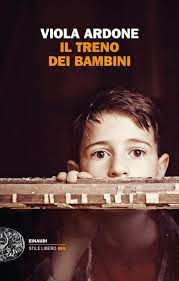 VIOLA ARDONE
IL TRENO
DEI BAMBINI
EINAUDI
STILE LIBERO BIG